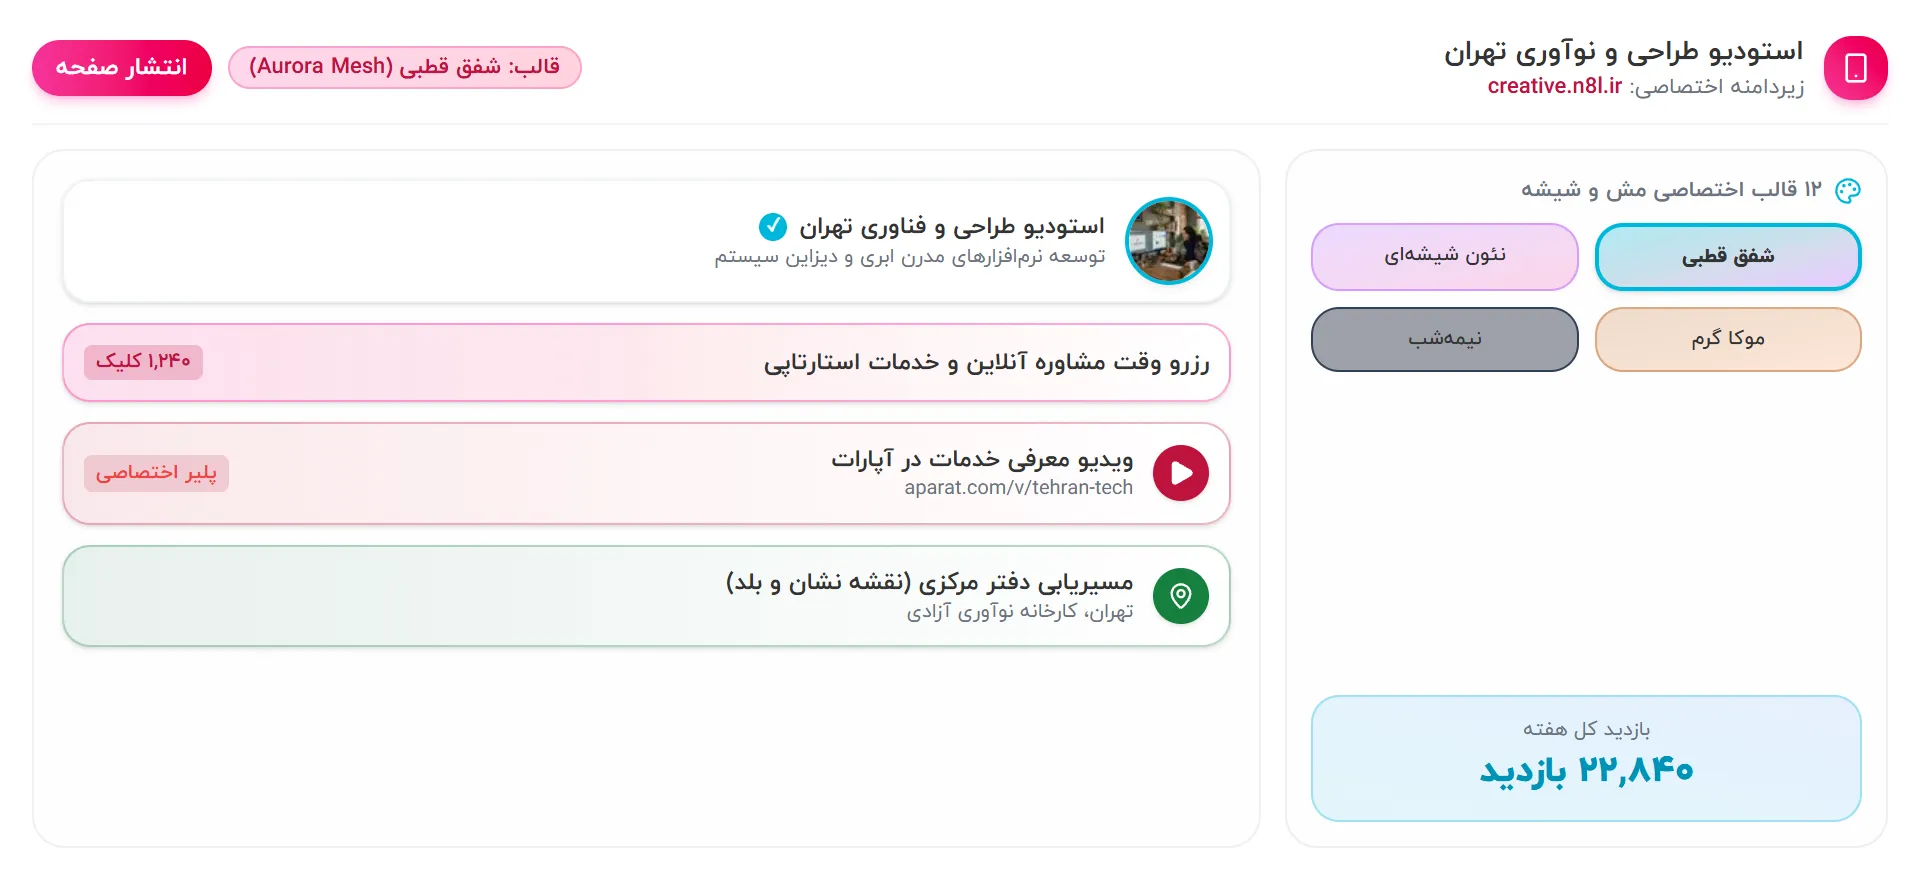 استودیو طراحی و نوآوری تهران
زیردامنه اختصاصی: creative.n8l.ir
قالب: شفق قطبی (Aurora Mesh)
انتشار صفحه
۱۲ قالب اختصاصی مش و شیشه
شفق قطبی
نئون شیشه‌ای
موکا گرم
نیمه‌شب
بازدید کل هفته
۲۲,۸۴۰ بازدید
استودیو طراحی و فناوری تهران
توسعه نرم‌افزارهای مدرن ابری و دیزاین سیستم
رزرو وقت مشاوره آنلاین و خدمات استارتاپی
۱,۲۴۰ کلیک
ویدیو معرفی خدمات در آپارات
aparat.com/v/tehran-tech
پلیر اختصاصی
مسیریابی دفتر مرکزی (نقشه نشان و بلد)
تهران، کارخانه نوآوری آزادی